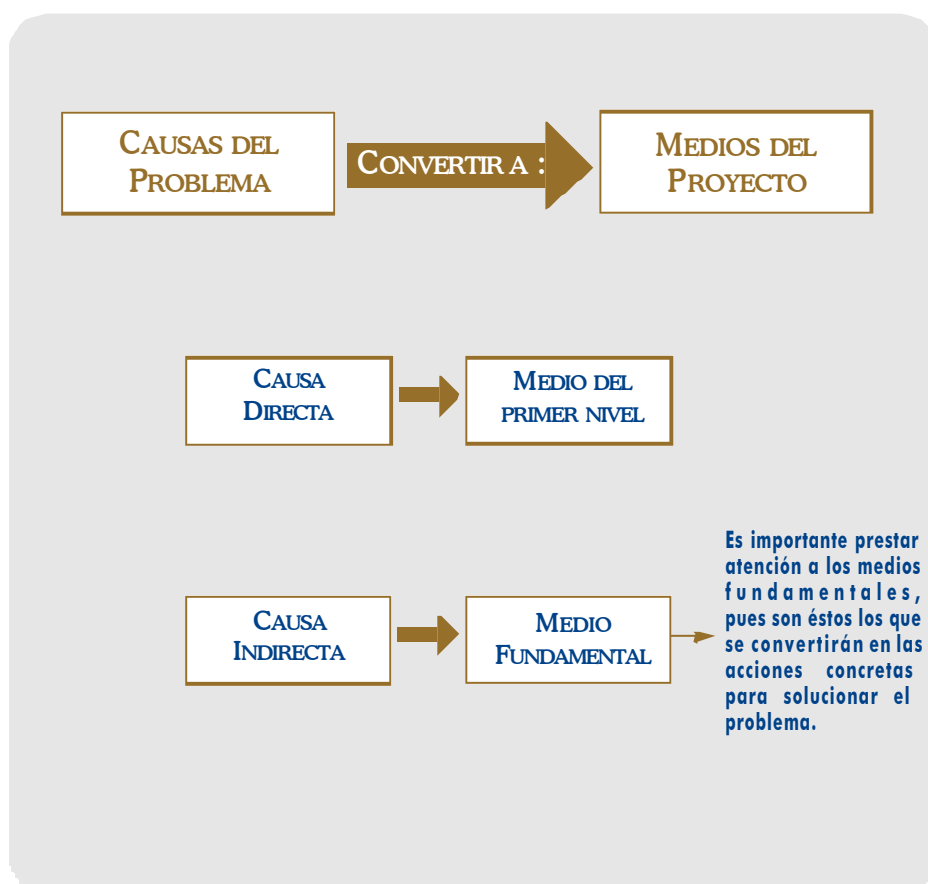 CAUSAS DEL
PROBLEMA
CONVERTIR A :
MEDIOS DEL
PROYECTO
CAUSA
DIRECTA
MEDIO DEL
PRIMER NIVEL
CAUSA
INDIRECTA
MEDIO
FUNDAMENTAL
Es importante prestar
atención a los medios
fundamentales,
pues son éstos los que
se convertirán en las
acciones concretas
para solucionar el
problema.